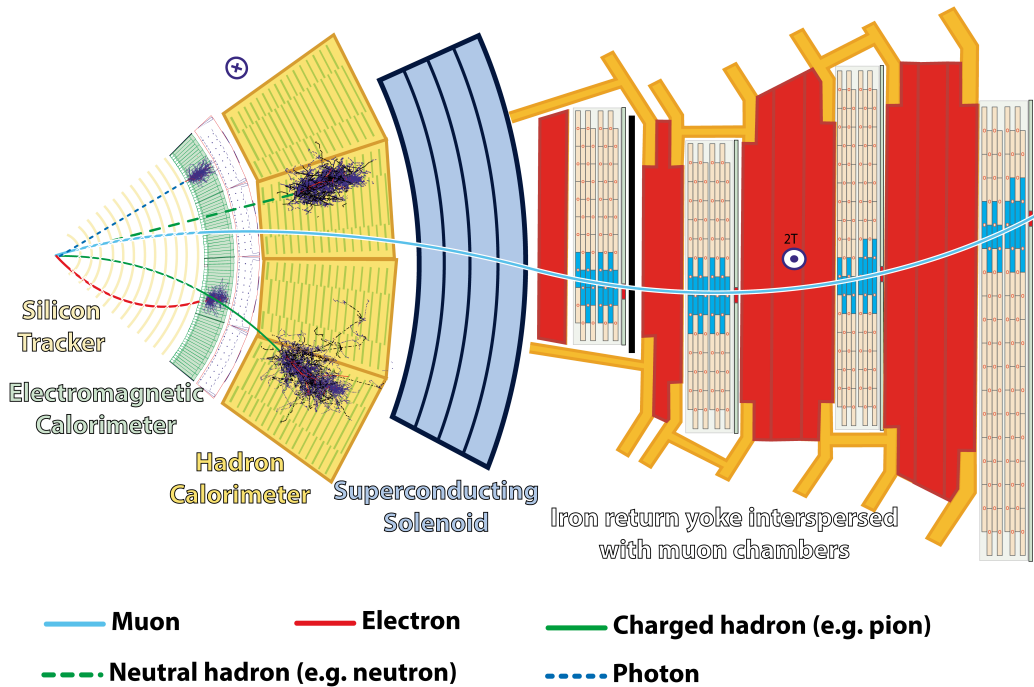 2T
Silicon
Tracker
Electromagnetic
Calorimeter
Hadron
Calorimeter
Superconducting
Solenoid
Iron return yoke interspersed
with muon chambers
Muon
Electron
Charged hadron (e.g. pion)
Neutral hadron (e.g. neutron)
Photon